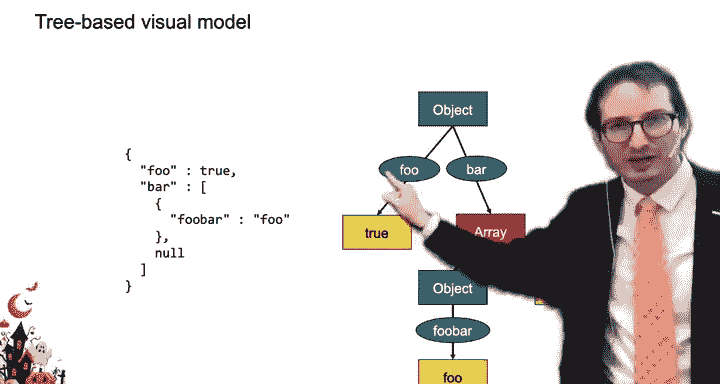 Tree-based visual model
{
"foo" : true,
"bar" : [
{
"foobar" : "foo"
},
null
]
}
Object
foo
bar
true
Array
Object
foobar
foo